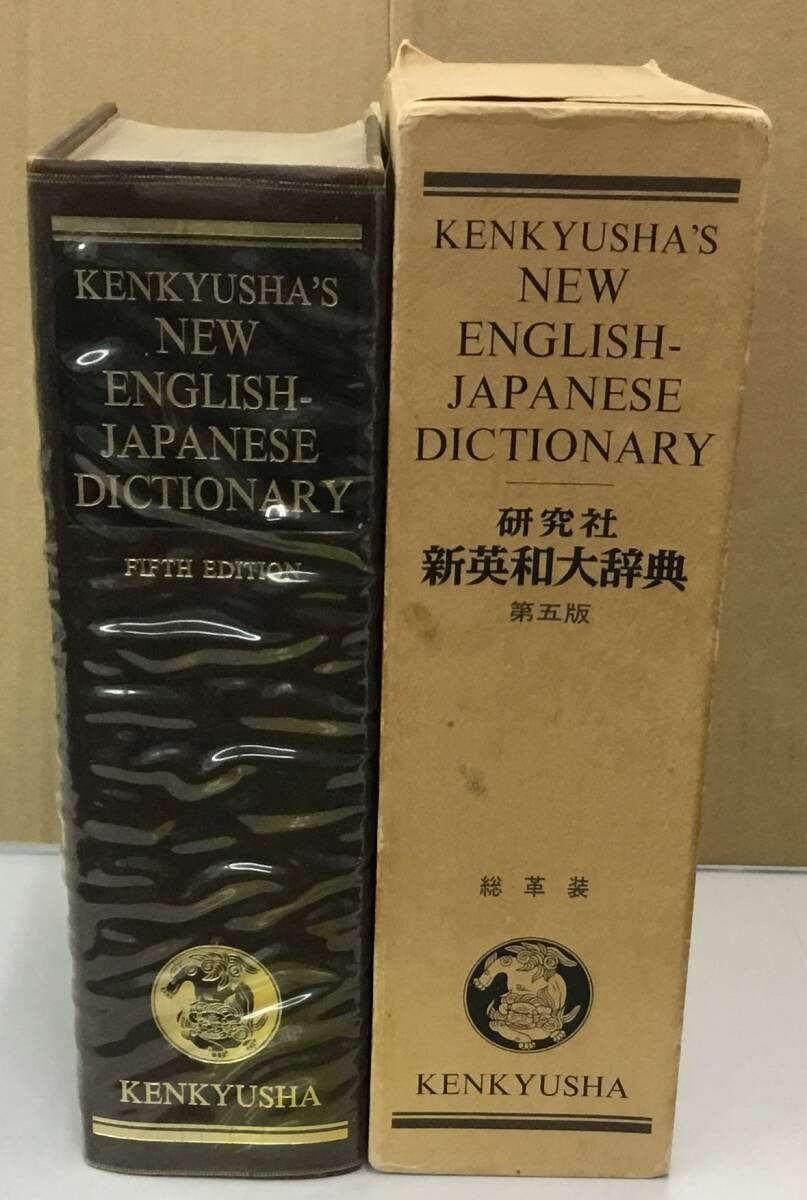 KENKYUSHA'S
NEW
ENGLISH-
JAPANESE
DICTIONARY
FIFTH EDITION
KENKYUSHA
KENKYUSHA'S
NEW
ENGLISH-
JAPANESE
DICTIONARY
研究社
新英和大辞典
第五版
総革装
KENKYUSHA